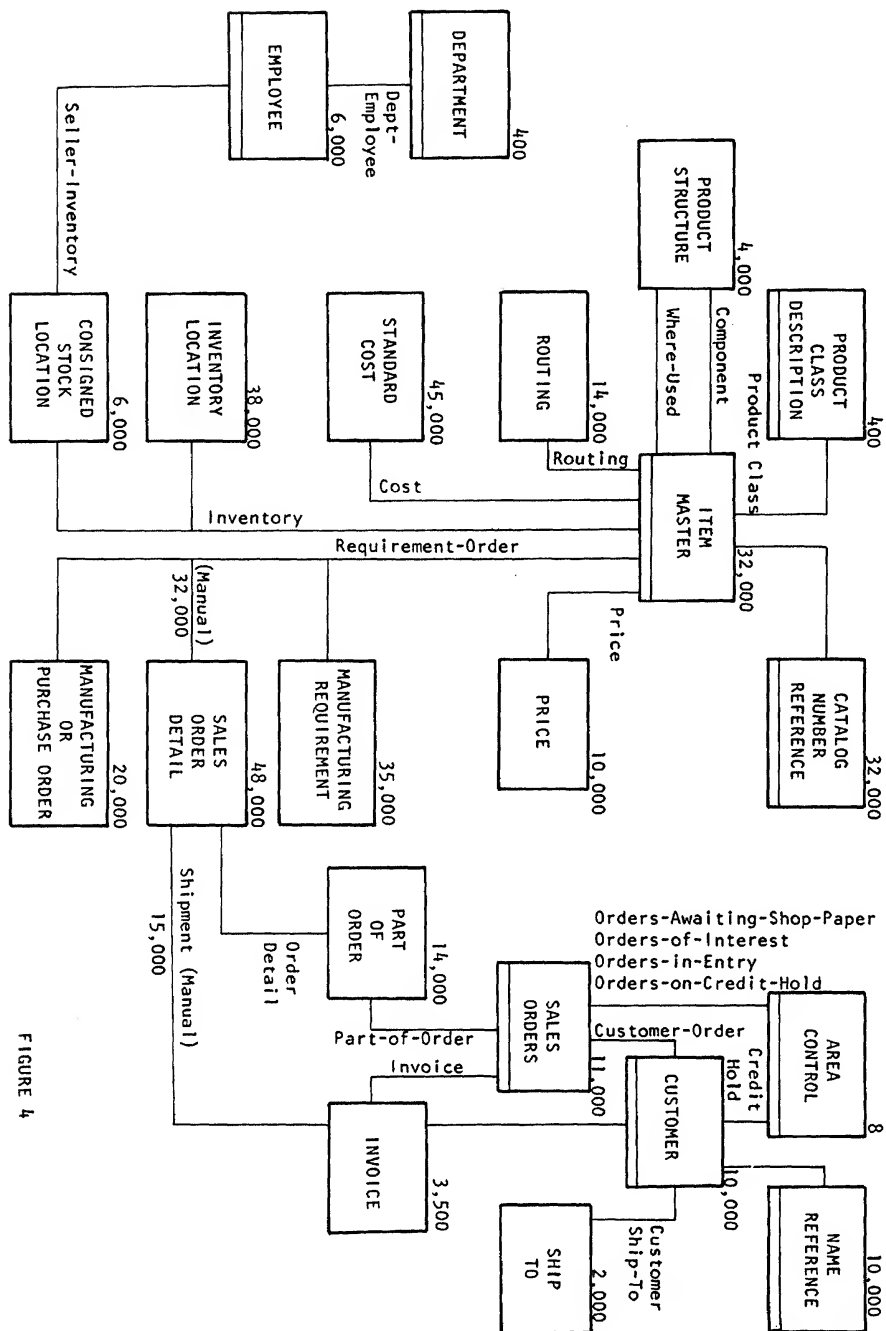 400
DEPARTMENT
Dept-
Employee
6,000
EMPLOYEE
Seller-Inventory
4,000
PRODUCT
STRUCTURE
400
PRODUCT
CLASS
DESCRIPTION
Component
Where-Used
Product Class
14,000
ROUTING
Routing
45,000
STANDARD
COST
Cost
38,000
INVENTORY
LOCATION
6,000
CONSIGNED
STOCK
LOCATION
Inventory
ITEM
MASTER
32,000
Requirement-Order
(Manual)
32,000
Price
32,000
CATALOG
NUMBER
REFERENCE
10,000
PRICE
35,000
MANUFACTURING
REQUIREMENT
48,000
SALES
ORDER
DETAIL
20,000
MANUFACTURING
OR
PURCHASE ORDER
14,000
PART
OF
ORDER
Order
Detail
Shipment (Manual)
15,000
Orders-Awaiting-Shop-Paper
Orders-of-Interest
Orders-in-Entry
Orders-on-Credit-Hold
8
AREA
CONTROL
SALES
ORDERS
11,000
Customer-Order
Credit
Hold
CUSTOMER
10,000
Part-of-Order
Invoice
INVOICE
3,500
10,000
NAME
REFERENCE
Customer
Ship-To
2,000
SHIP
TO
FIGURE 4